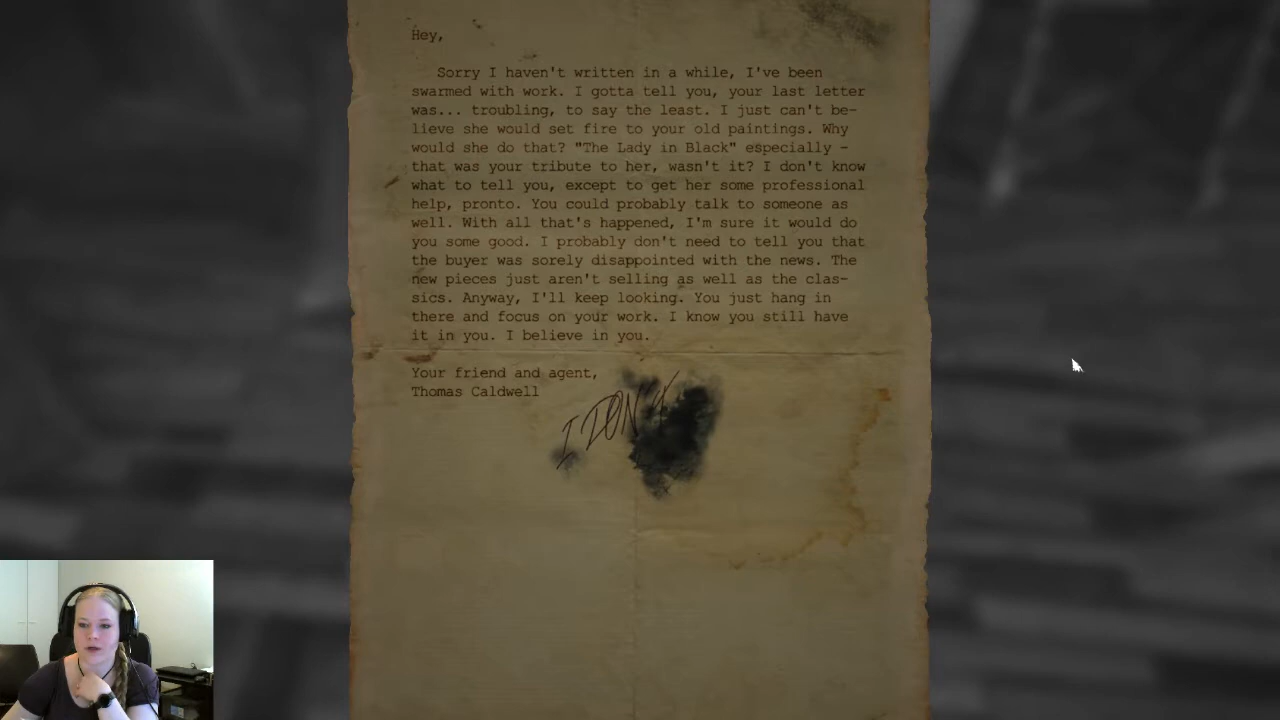 Hey,
Sorry I haven't written in a while, I've been
swarmed with work. I gotta tell you, your last letter
was... troubling, to say the least. I just can't be-
lieve she would set fire to your old paintings. Why
would she do that? "The Lady in Black" especially -
that was your tribute to her, wasn't it? I don't know
what to tell you, except to get her some professional
help, pronto. You could probably talk to someone as
well. With all that's happened, I'm sure it would do
you some good. I probably don't need to tell you that
the buyer was sorely disappointed with the news. The
new pieces just aren't selling as well as the clas-
sics. Anyway, I'll keep looking. You just hang in
there and focus on your work. I know you still have
it in you. I believe in you.
Your friend and agent,
Thomas Caldwell
I DON'T